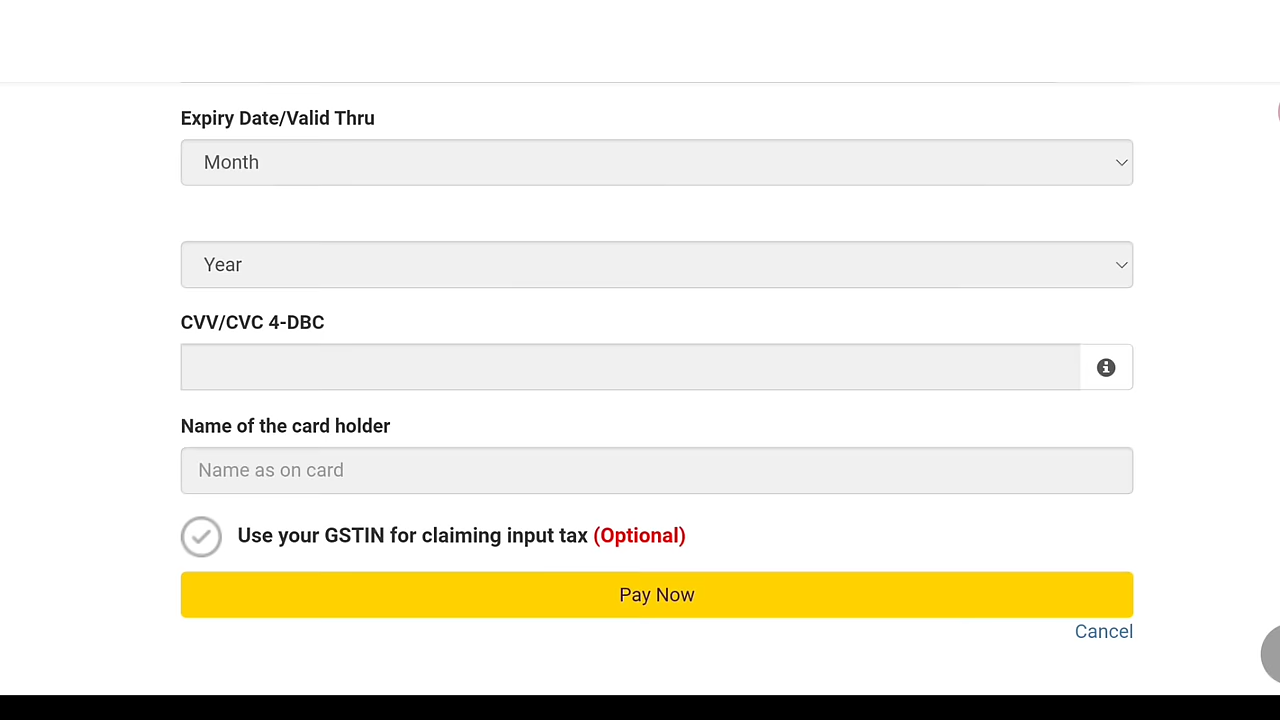 Expiry Date/Valid Thru
Month
Year
CVV/CVC 4-DBC
Name of the card holder
Name as on card
Use your GSTIN for claiming input tax (Optional)
Pay Now
Cancel